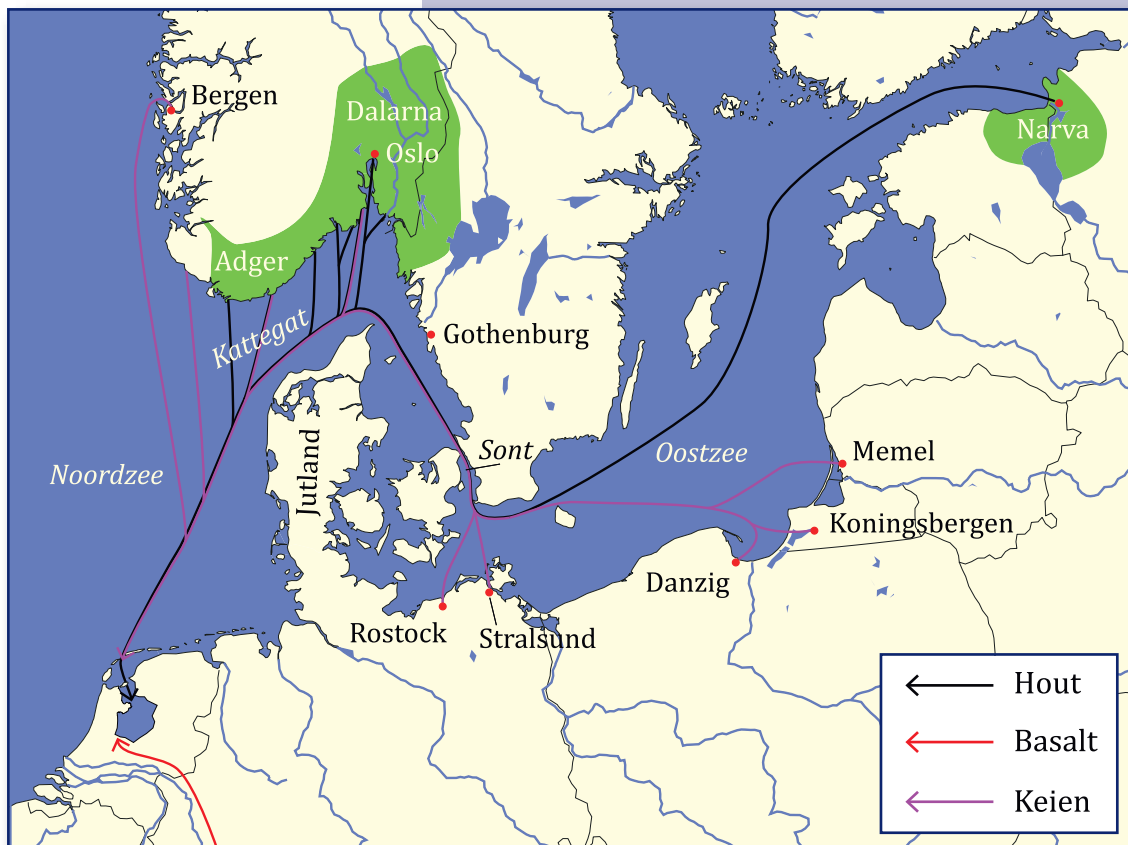 Bergen
Dalarna
Oslo
Narva
Adger
Kattegat
Gothenburg
Noordzee
Jutland
Sont
Oostzee
Memel
Koningsbergen
Danzig
Rostock
Stralsund
Hout
Basalt
Keien